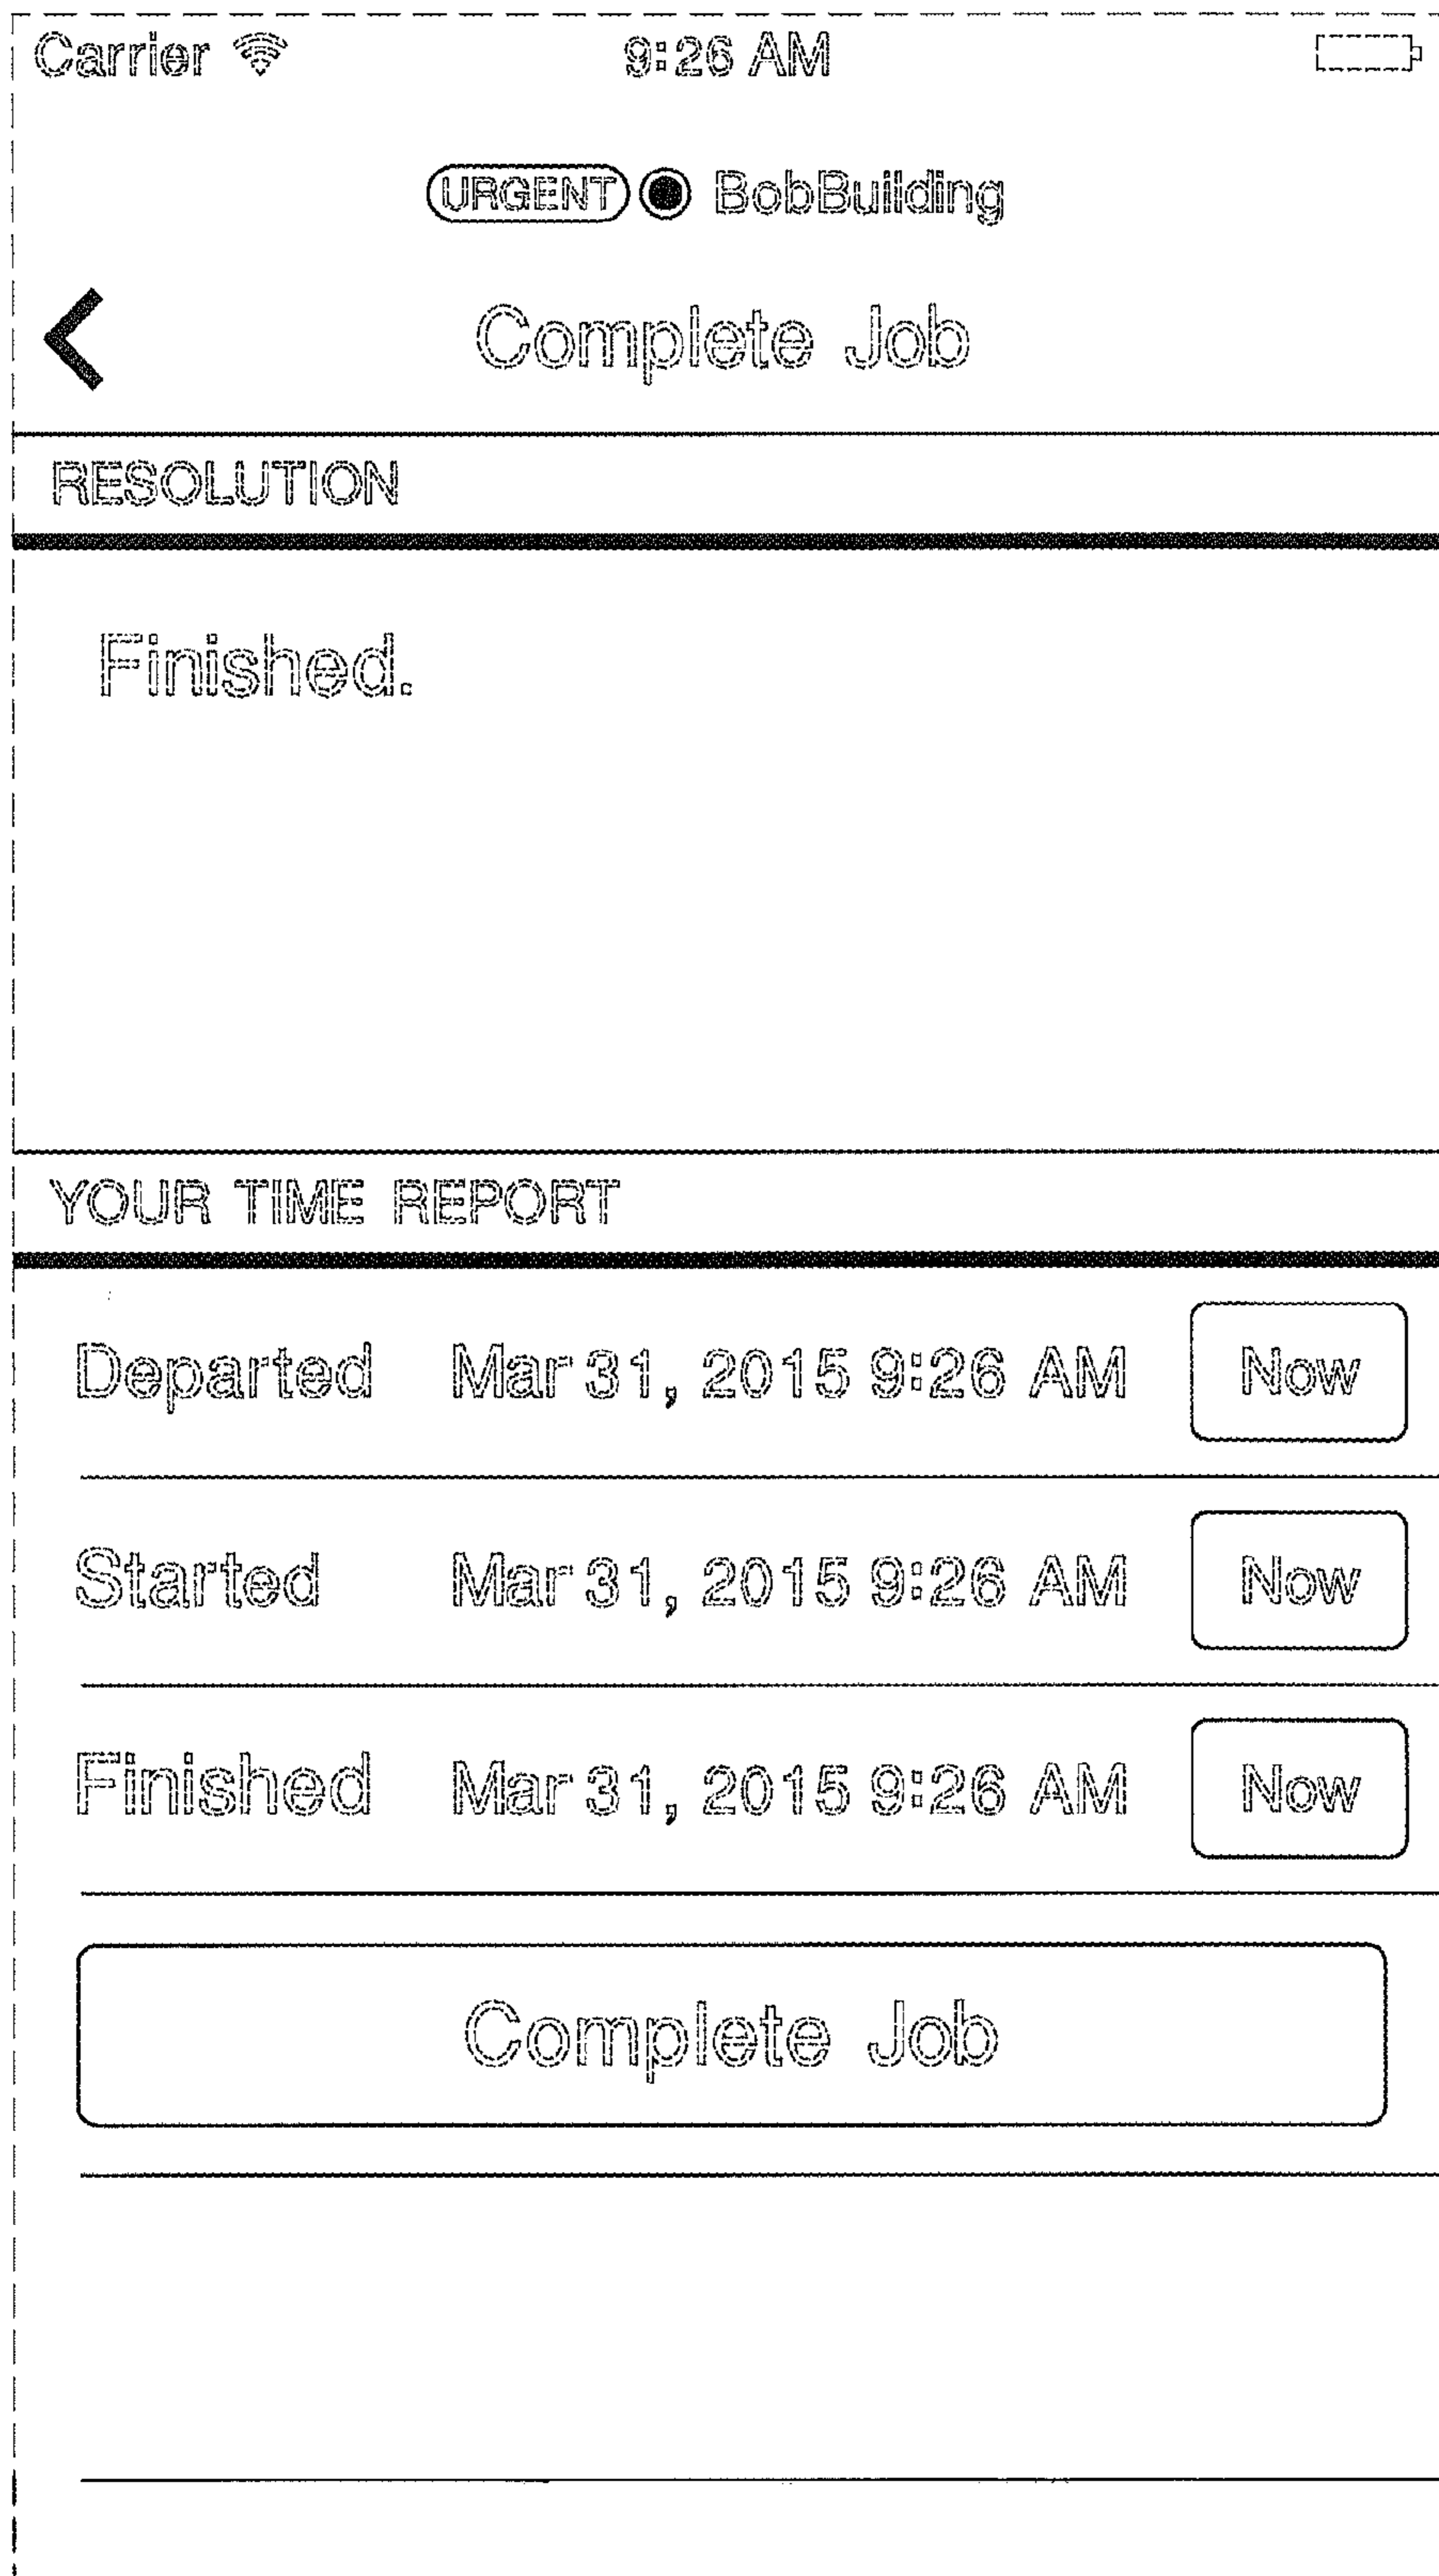 Carrier 9:26 AM
URGENT BobBuilding
Complete Job
RESOLUTION
Finished.
YOUR TIME REPORT
Departed Mar 31, 2015 9:26 AM Now
Started Mar 31, 2015 9:26 AM Now
Finished Mar 31, 2015 9:26 AM Now
Complete Job